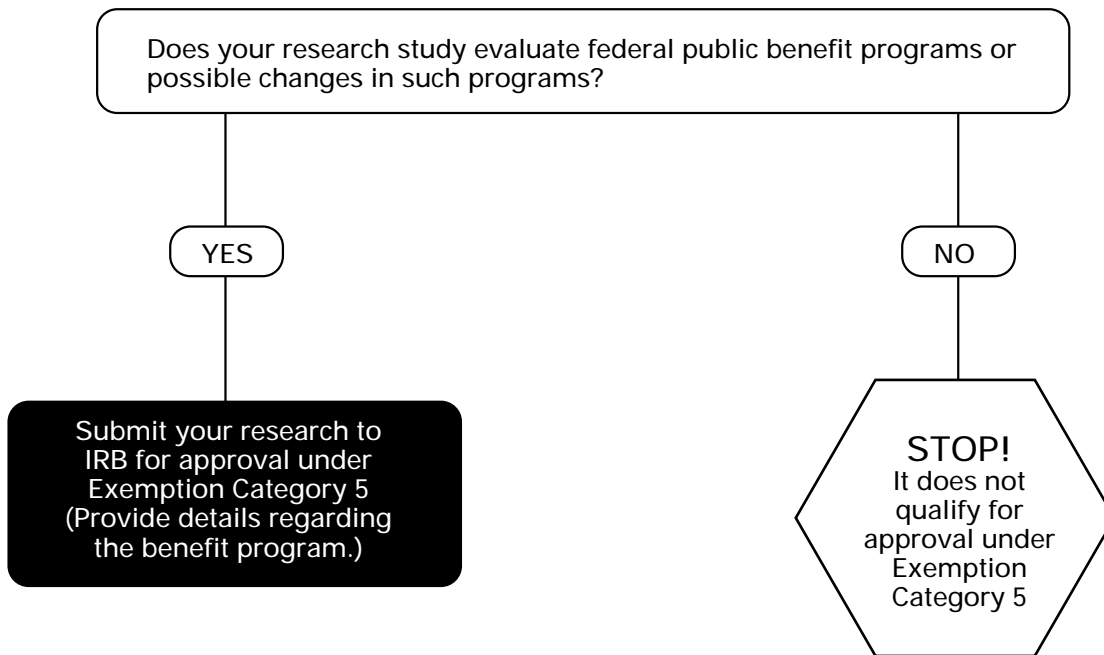 Does your research study evaluate federal public benefit programs or
possible changes in such programs?
YES
NO
Submit your research to
IRB for approval under
Exemption Category 5
(Provide details regarding
the benefit program.)
STOP!
It does not
qualify for
approval under
Exemption
Category 5